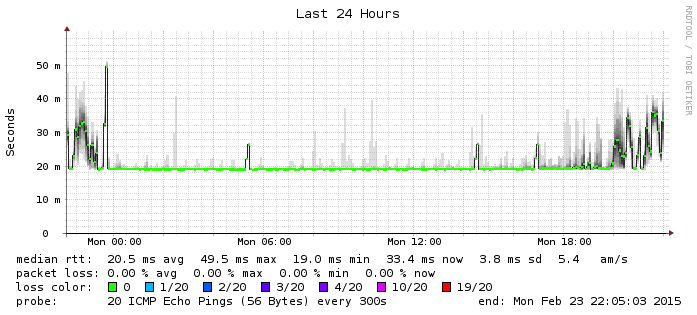 Last 24 Hours
RRDTOOL / TOBI OETIKER
Seconds
50 m
40 m
30 m
20 m
10 m
0
Mon 00:00 Mon 06:00 Mon 12:00 Mon 18:00
median rtt: 20.5 ms avg 49.5 ms max 19.0 ms min 33.4 ms now 3.8 ms sd 5.4 am/s
packet loss: 0.00 % avg 0.00 % max 0.00 % min 0.00 % now
loss color: 0 1/20 2/20 3/20 4/20 10/20 19/20
probe: 20 ICMP Echo Pings (56 Bytes) every 300s end: Mon Feb 23 22:05:03 2015